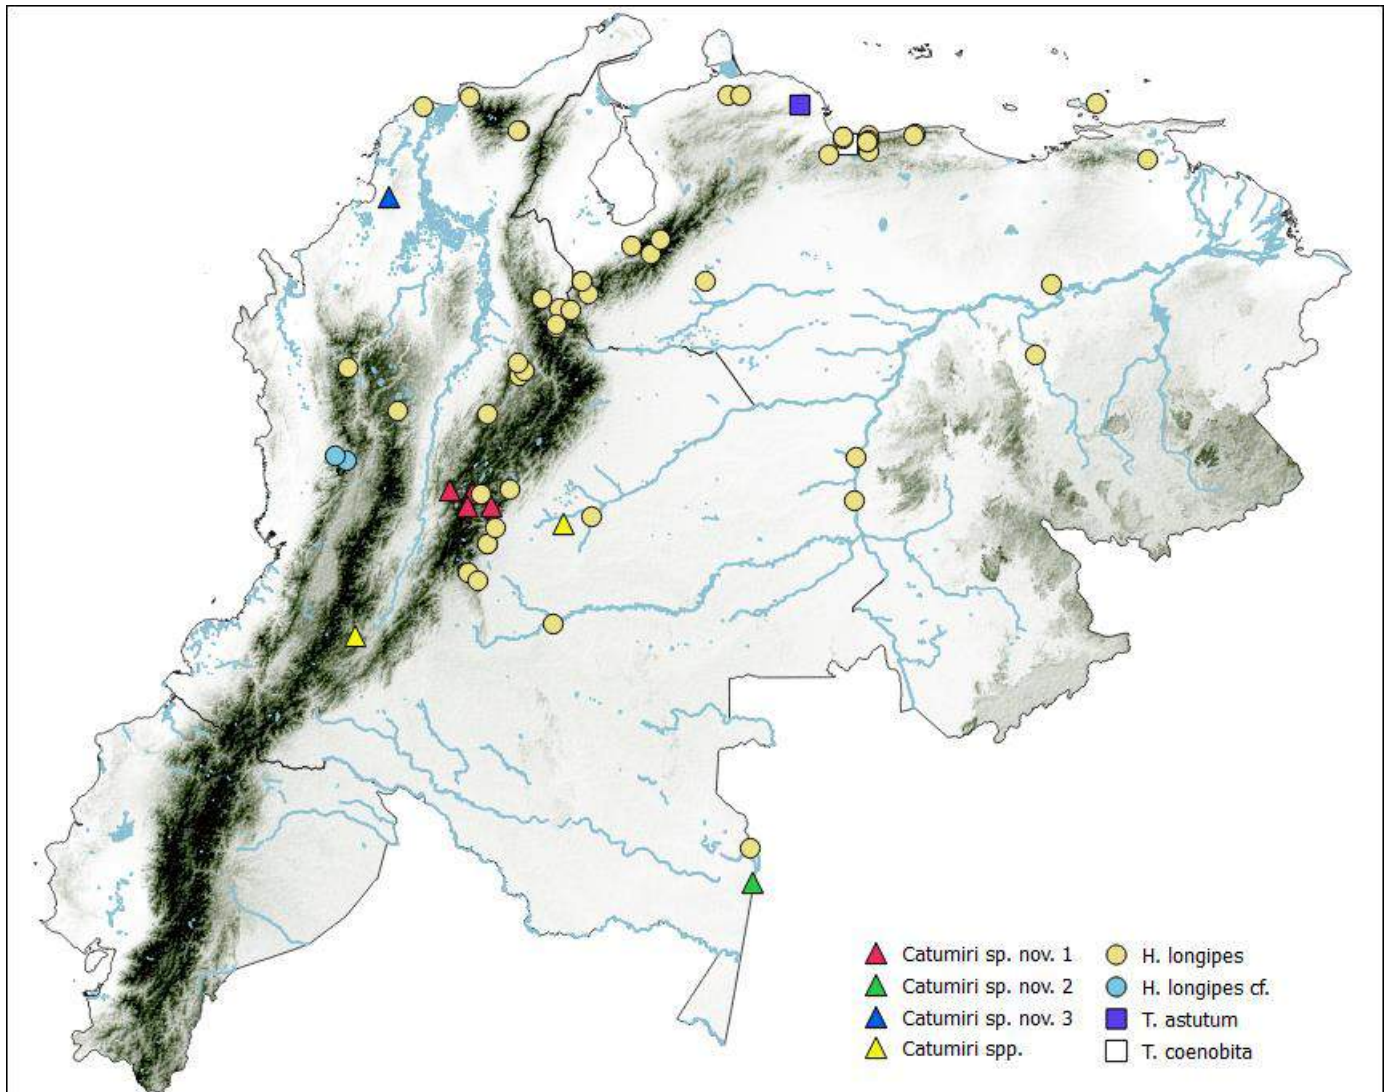 Catumiri sp. nov. 1
Catumiri sp. nov. 2
Catumiri sp. nov. 3
Catumiri spp.
H. longipes
H. longipes cf.
T. astutum
T. coenobita